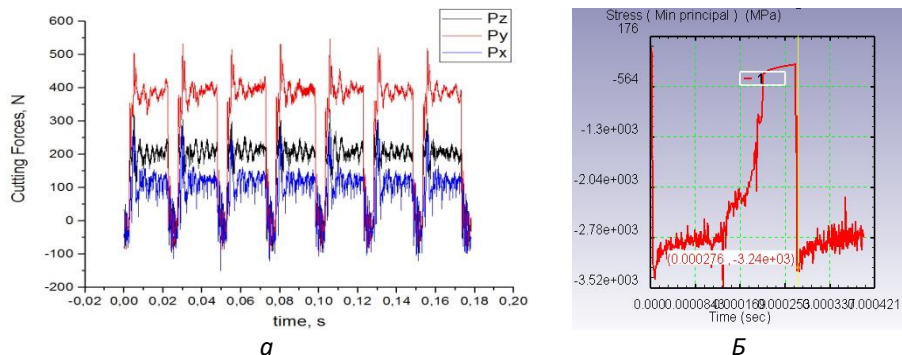 Pz
Py
Px
600
500
400
300
200
100
0
-100
-200
Cutting Forces, N
-0,02 0,00 0,02 0,04 0,06 0,08 0,10 0,12 0,14 0,16 0,18 0,20
time, s
а
Stress ( Min principal ) (MPa)
176
-564
-1.3e+003
-2.04e+003
-2.78e+003
-3.52e+003
1
(0.000276 , -3.24e+03)
Time (sec)
Б